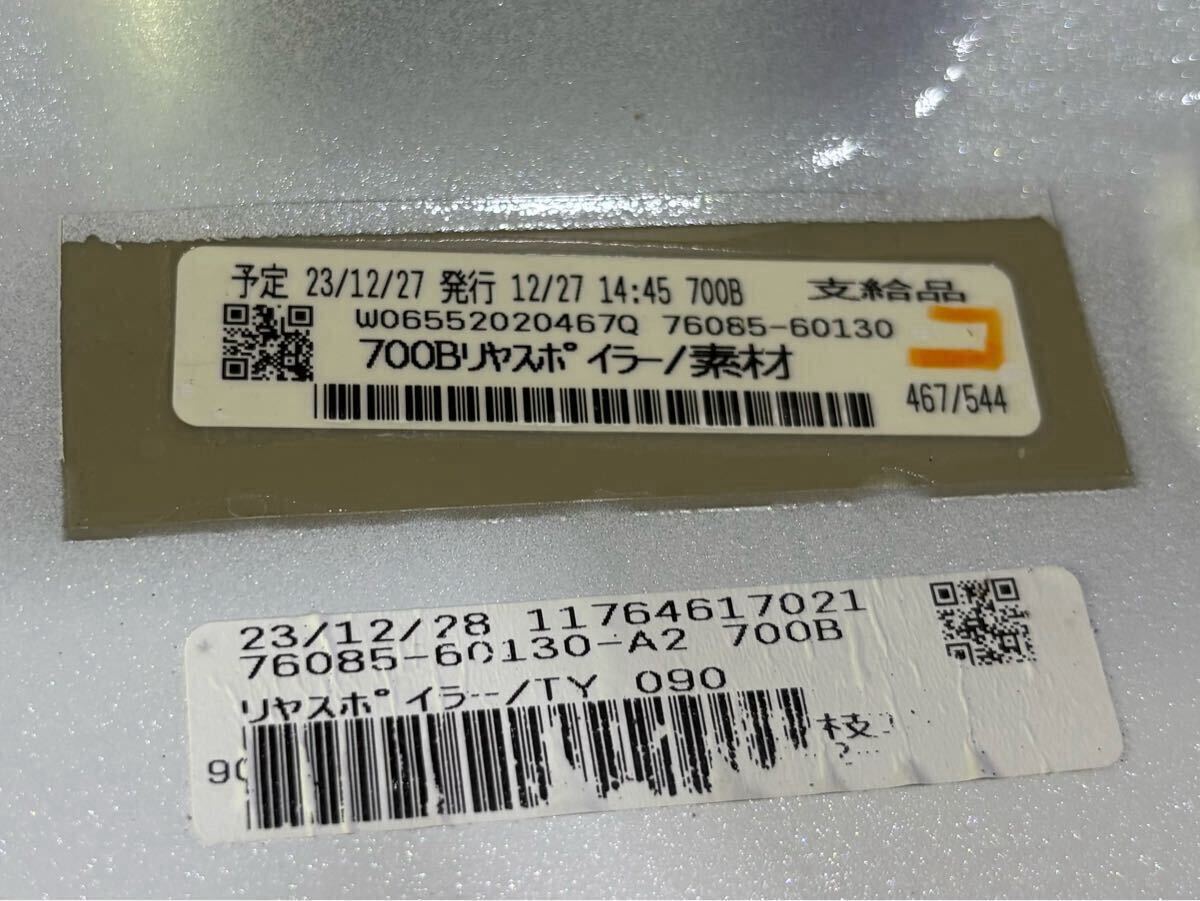 予定 23/12/27 発行 12/27 14:45 700B 支給品
W06552020467Q 76085-60130
コ
700Bリヤスポイラー/素材
467/544
23/12/28 11764617021
76085-60130-A2 700B
リヤスポイラー/TY 090
枝